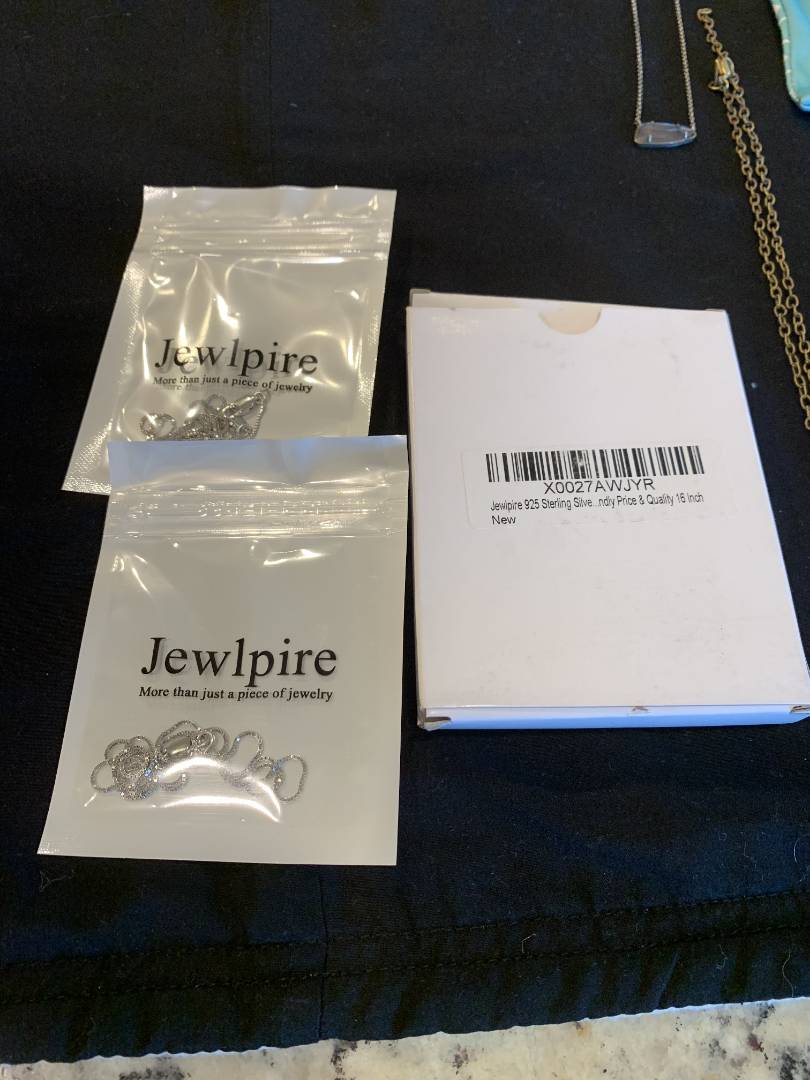 Jewlpire
More than just a piece of jewelry
Jewlpire
More than just a piece of jewelry
X0027AWJYR
Jewlpire 925 Sterling Silve...ndly Price & Quality 16 Inch
New